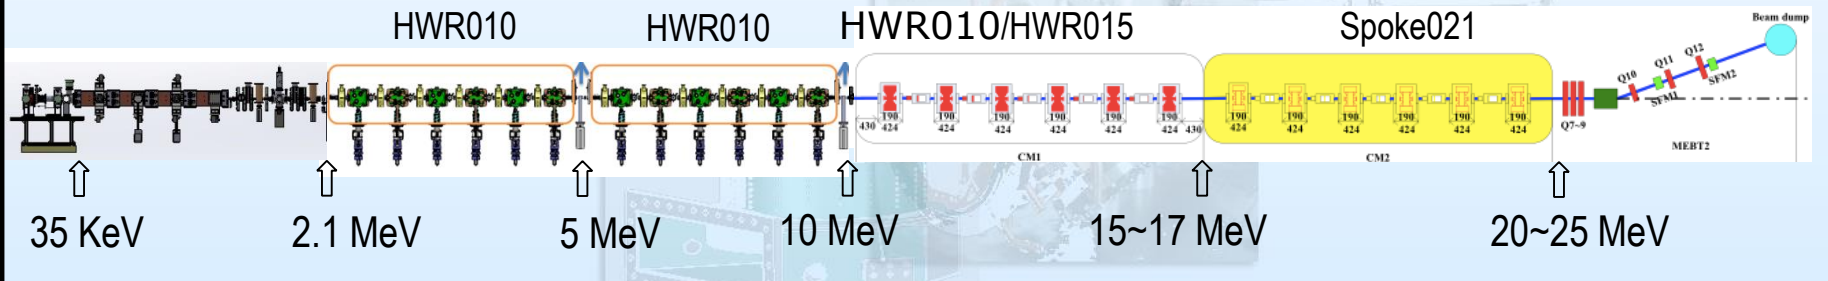 HWR010
HWR010
HWR010/HWR015
Spoke021
Beam dump
Q10
Q11
Q12
SFM1
SFM2
430
190
424
190
424
190
424
190
424
190
424
190
424
430
190
424
190
424
190
424
190
424
190
424
190
424
Q7~9
CM1
CM2
MEBT2
35 KeV
2.1 MeV
5 MeV
10 MeV
15~17 MeV
20~25 MeV